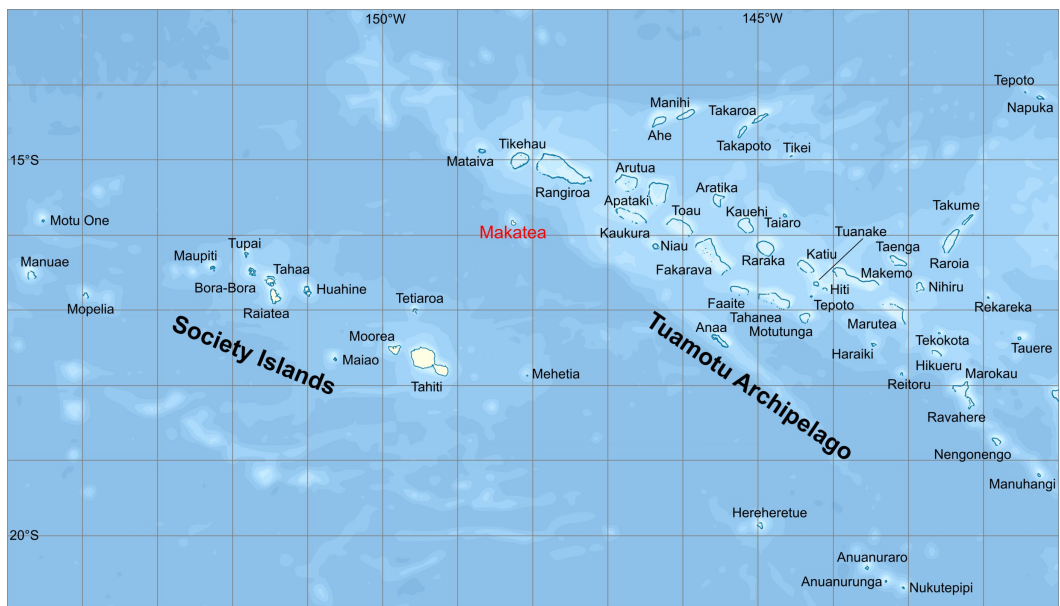 150°W
145°W
Tepoto
Napuka
Manihi
Takaroa
Ahe
Takapoto
Tikehau
Mataiva
Tikei
15°S
Rangiroa
Arutua
Apataki
Aratika
Kaukura
Toau
Kauehi
Taiaro
Takume
Motu One
Makatea
Niau
Tuanake
Tupai
Maupiti
Raraka
Katiu
Taenga
Raroia
Manuae
Tahaa
Fakarava
Makemo
Bora-Bora
Huahine
Hiti
Nihiru
Mopelia
Raiatea
Tetiaroa
Faaite
Tepoto
Rekareka
Tahanea
Society Islands
Moorea
Anaa
Motutunga
Marutea
Tuamotu Archipelago
Maiao
Haraiki
Tekokota
Tauere
Hikueru
Tahiti
Mehetia
Reitoru
Marokau
Ravahere
Nengonengo
Manuhangi
Hereheretue
20°S
Anuanuraro
Anuanurunga
Nukutepipi